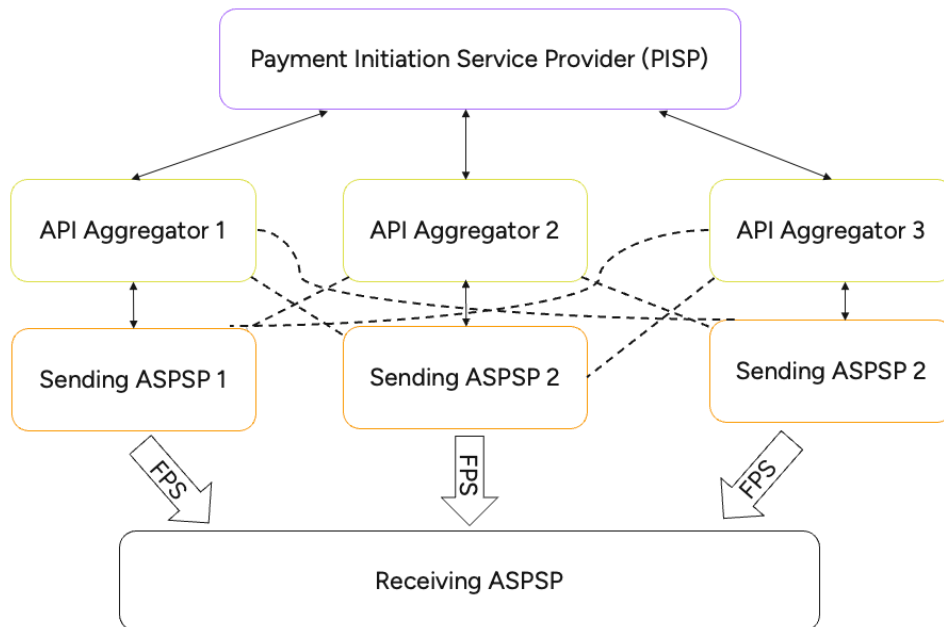 Payment Initiation Service Provider (PISP)
API Aggregator 1
API Aggregator 2
API Aggregator 3
Sending ASPSP 1
Sending ASPSP 2
Sending ASPSP 2
FPS
FPS
FPS
Receiving ASPSP